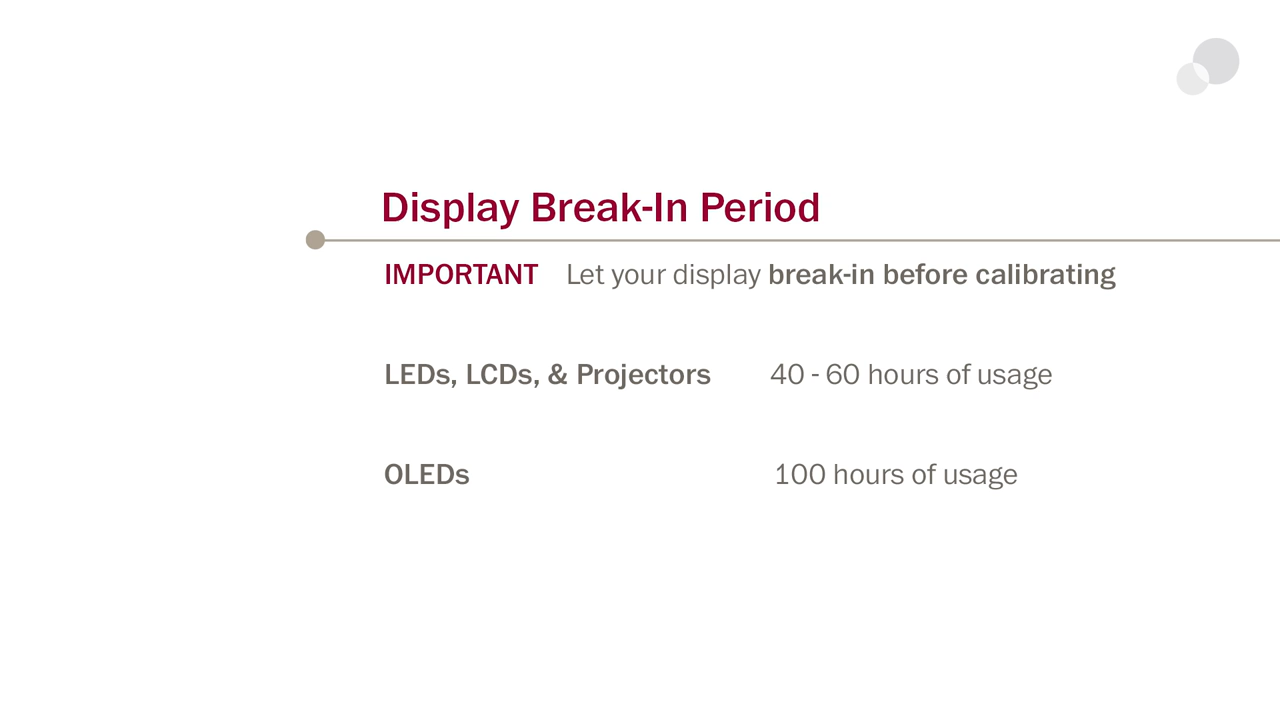 Display Break-In Period
IMPORTANT Let your display break-in before calibrating
LEDs, LCDs, & Projectors 40 - 60 hours of usage
OLEDs 100 hours of usage